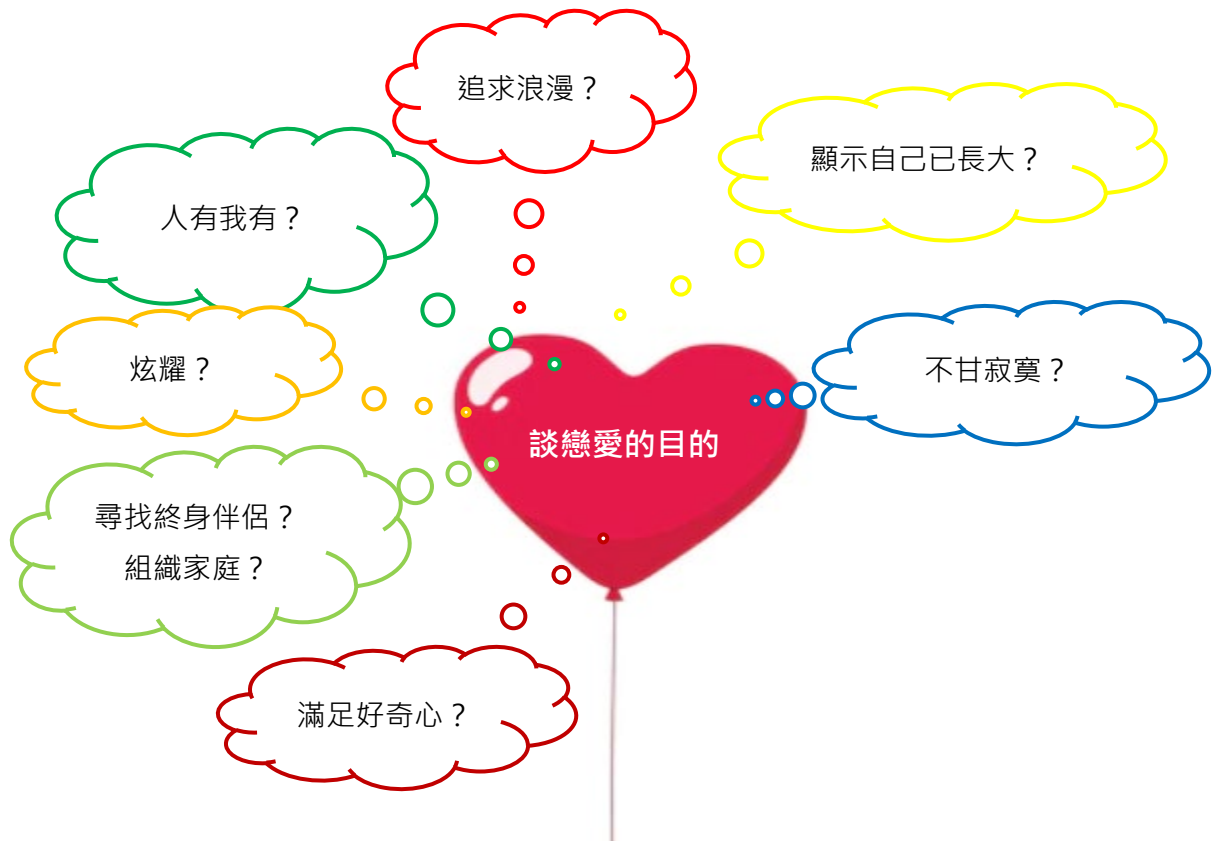 追求浪漫？
顯示自己已長大？
人有我有？
炫耀？
不甘寂寞？
談戀愛的目的
尋找終身伴侶？
組織家庭？
滿足好奇心？